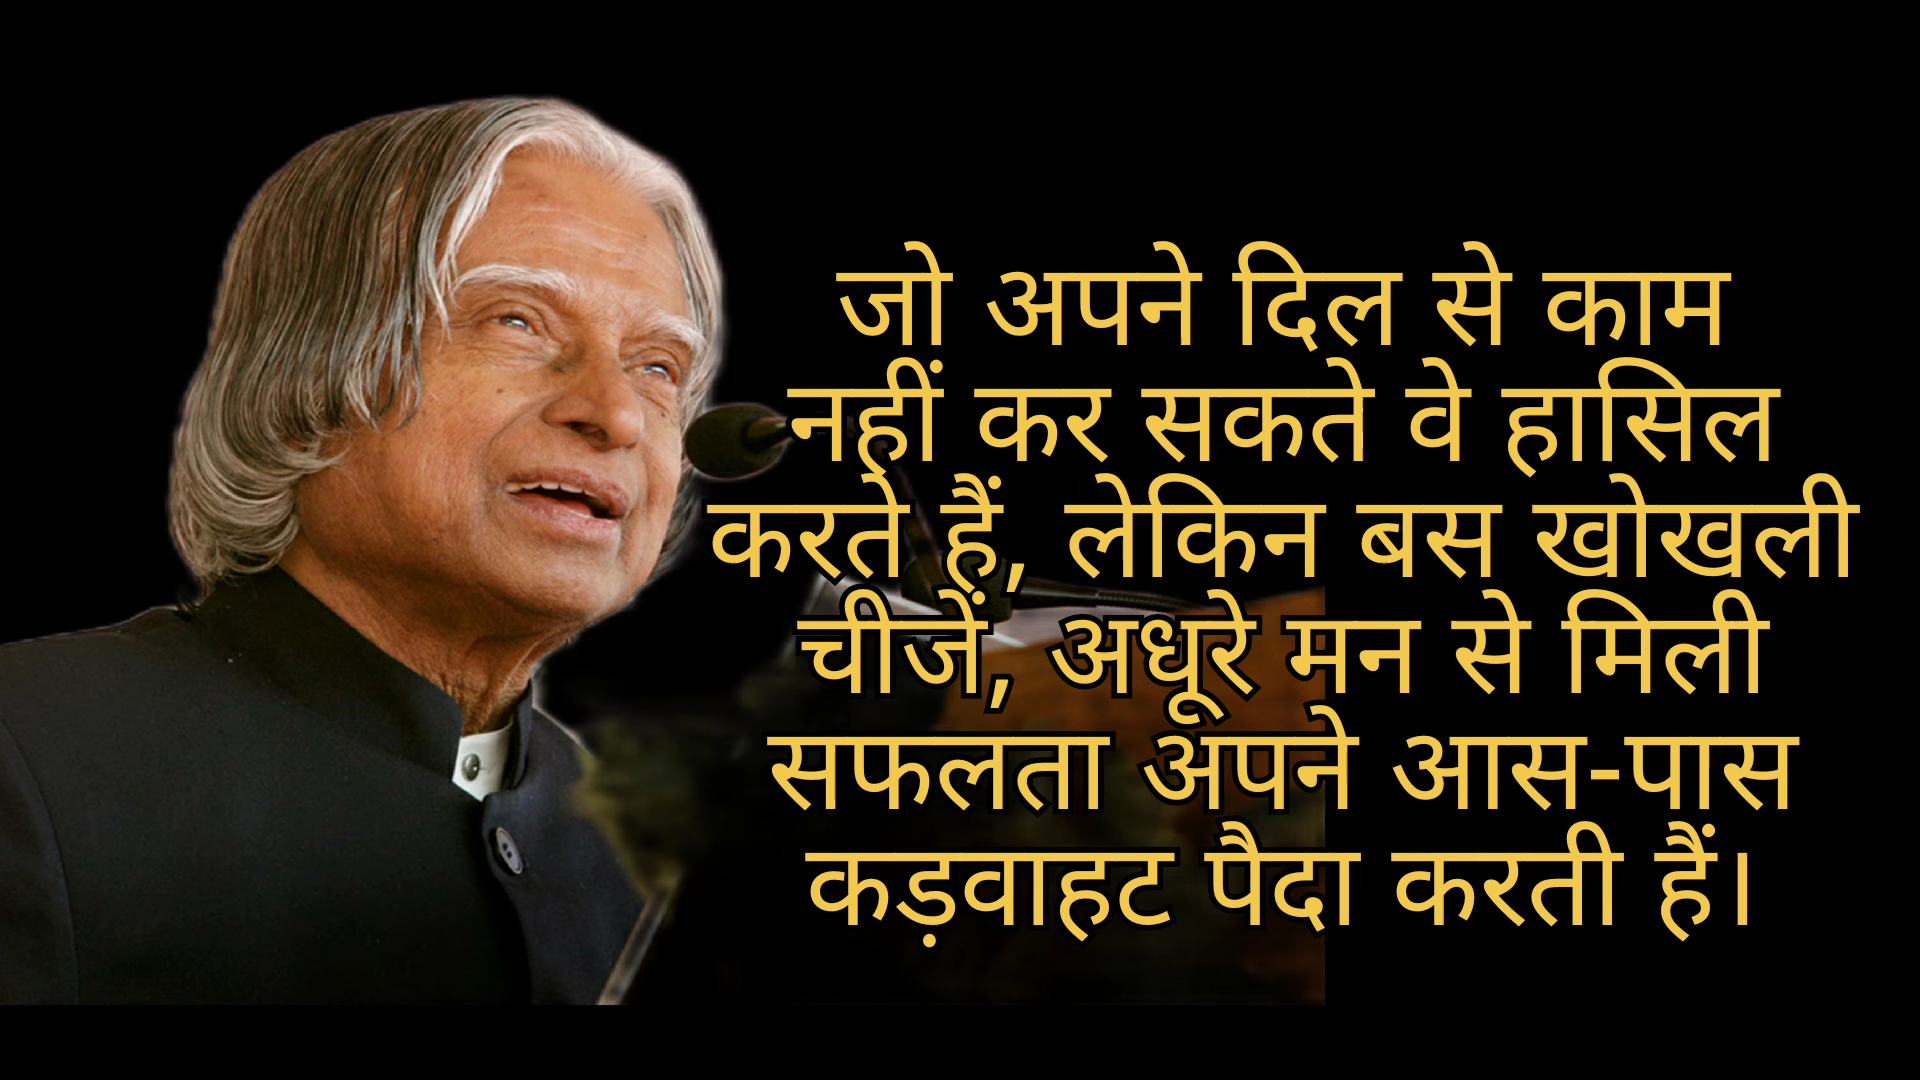 जो अपने दिल से काम
नहीं कर सकते वे हासिल
करते हैं, लेकिन बस खोखली
चीजें, अधूरे मन से मिली
सफलता अपने आस-पास
कड़वाहट पैदा करती हैं।